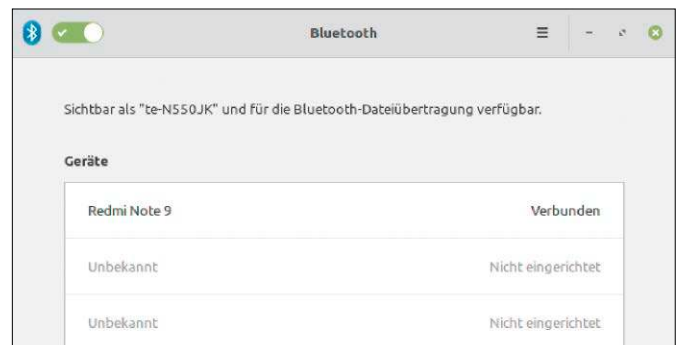 Bluetooth
Sichtbar als "te-N550JK" und für die Bluetooth-Dateiübertragung verfügbar.
Geräte
Redmi Note 9 Verbunden
Unbekannt Nicht eingerichtet
Unbekannt Nicht eingerichtet